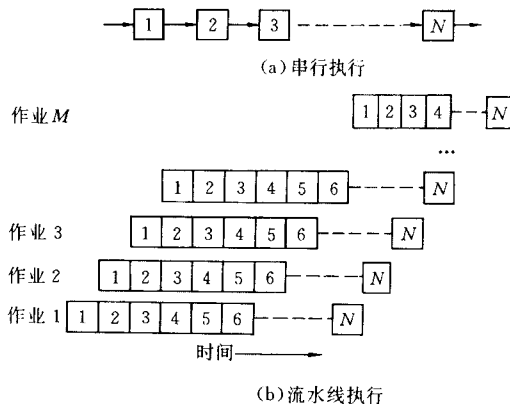 1 2 3 N
(a)串行执行
作业M 1 2 3 4 N
...
1 2 3 4 5 6 N
作业3 1 2 3 4 5 6 N
作业2 1 2 3 4 5 6 N
作业1 1 2 3 4 5 6 N
时间
(b)流水线执行